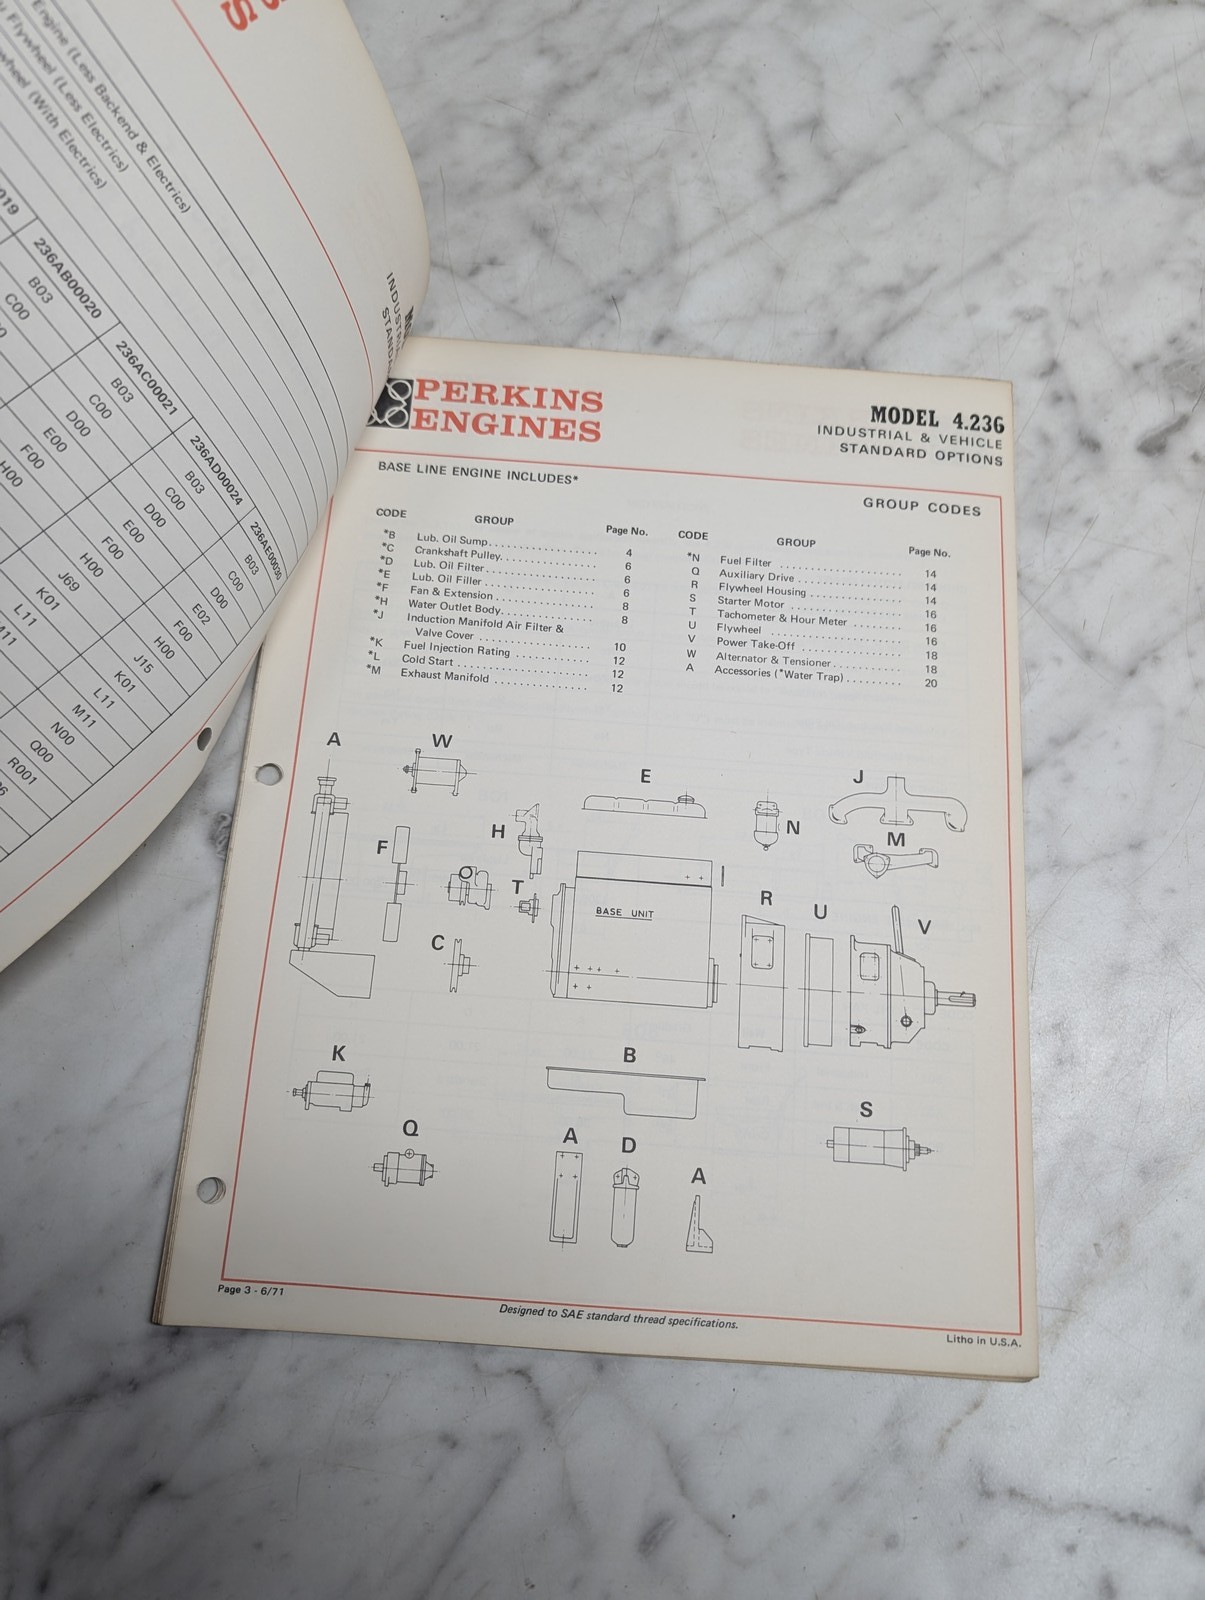 Engine (Less Backend & Electrics)
Flywheel (Less Electrics)
wheel (With Electrics)
019
236AB00020
236AC00021
236AD00024
236AE00030
B03
B03
B03
B03
C00
C00
C00
C00
D00
D00
D00
E00
E00
E02
F00
F00
F00
H00
H00
H00
J69
J15
K01
K01
L11
L11
M11
M11
N00
Q00
R001
INDUSTRI
STANDA
PERKINS
ENGINES
MODEL 4.236
INDUSTRIAL & VEHICLE
STANDARD OPTIONS
BASE LINE ENGINE INCLUDES*
GROUP CODES
CODE GROUP Page No.
*B Lub. Oil Sump 4
*C Crankshaft Pulley 6
*D Lub. Oil Filter 6
*E Lub. Oil Filler 6
*F Fan & Extension 8
*H Water Outlet Body 8
*J Induction Manifold Air Filter &
Valve Cover 10
*K Fuel Injection Rating 12
*L Cold Start 12
*M Exhaust Manifold 12
CODE GROUP Page No.
*N Fuel Filter 14
Q Auxiliary Drive 14
R Flywheel Housing 14
S Starter Motor 16
T Tachometer & Hour Meter 16
U Flywheel 16
V Power Take-Off 18
W Alternator & Tensioner 18
A Accessories (*Water Trap) 20
A
W
E
J
H
N
M
F
T
BASE UNIT
R
U
V
C
K
B
S
Q
A
D
A
Page 3 - 6/71
Designed to SAE standard thread specifications.
Litho in U.S.A.